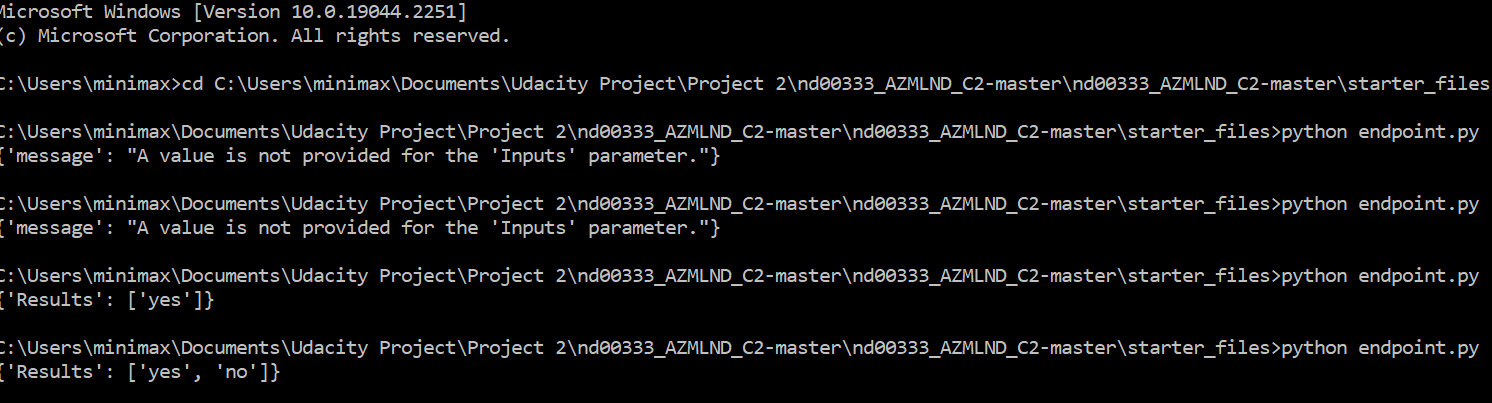 Microsoft Windows [Version 10.0.19044.2251]
(c) Microsoft Corporation. All rights reserved.
C:\Users\minimax>cd C:\Users\minimax\Documents\Udacity Project\Project 2\nd00333_AZMLND_C2-master\nd00333_AZMLND_C2-master\starter_files
C:\Users\minimax\Documents\Udacity Project\Project 2\nd00333_AZMLND_C2-master\nd00333_AZMLND_C2-master\starter_files>python endpoint.py
{'message': "A value is not provided for the 'Inputs' parameter."}
C:\Users\minimax\Documents\Udacity Project\Project 2\nd00333_AZMLND_C2-master\nd00333_AZMLND_C2-master\starter_files>python endpoint.py
{'message': "A value is not provided for the 'Inputs' parameter."}
C:\Users\minimax\Documents\Udacity Project\Project 2\nd00333_AZMLND_C2-master\nd00333_AZMLND_C2-master\starter_files>python endpoint.py
{'Results': ['yes']}
C:\Users\minimax\Documents\Udacity Project\Project 2\nd00333_AZMLND_C2-master\nd00333_AZMLND_C2-master\starter_files>python endpoint.py
{'Results': ['yes', 'no']}